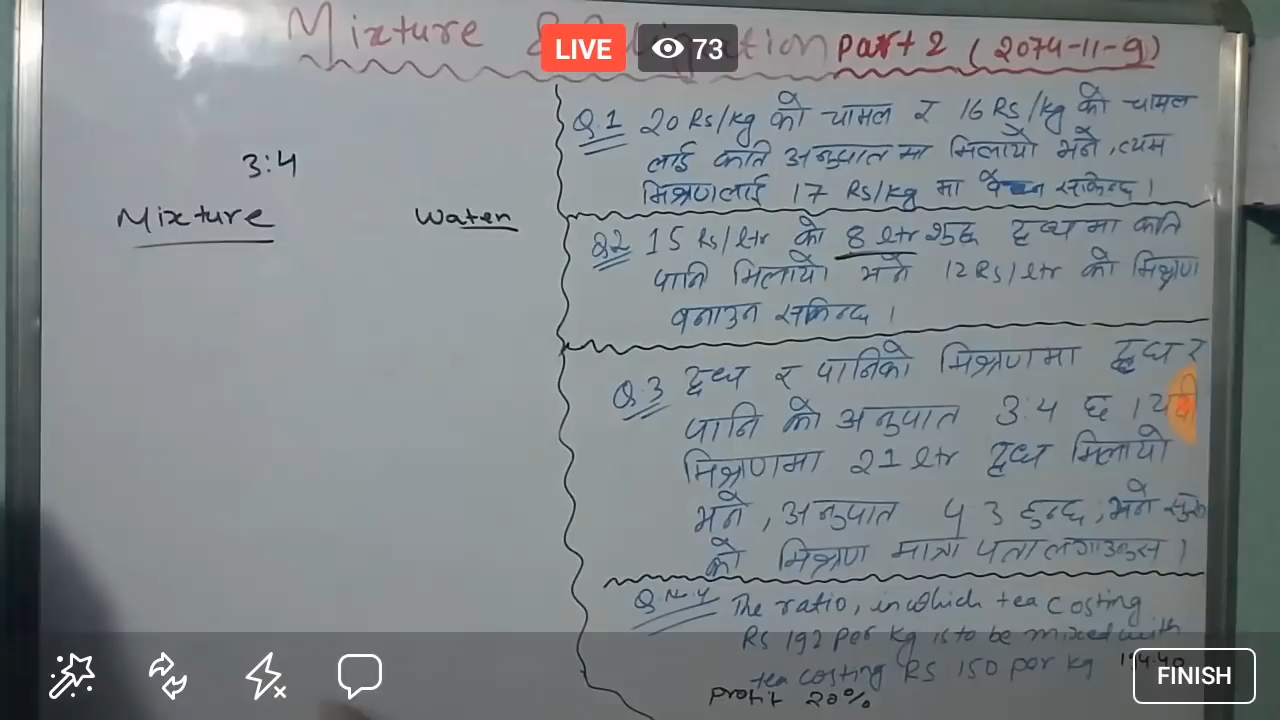 Mixture & Alligation Part 2 (2074-11-9)
LIVE 73
3:4
Mixture Water
Q.1 20 Rs/kg को चामल र 16 Rs/kg को चामल
लाई कति अनुपात मा मिलायो भने, त्यस
मिश्रणलाई 17 Rs/kg मा सकिन्छ।
Q.2 15 Rs/ltr को 8 ltr शुद्ध दुधमा कति
पानि मिलायो भने 12 Rs/ltr को मिश्रण
बनाउन सकिन्छ।
Q.3 दुध र पानिको मिश्रणमा दुध र
पानि को अनुपात 3:4 छ।
मिश्रणमा 21 ltr दुध मिलायो
भने, अनुपात हुन्छ, भने
को मिश्रण मात्रा पता लगाउनुस।
Q.N.4 The ratio, in which tea costing
Rs 192 per kg is to be mixed with
tea costing RS 150 per kg
profit 20%
FINISH